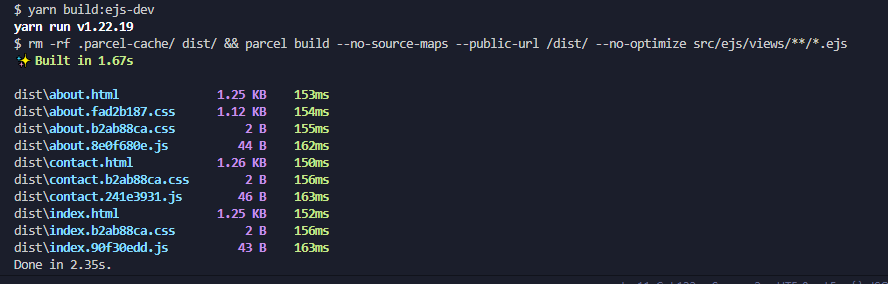 $ yarn build:ejs-dev
yarn run v1.22.19
$ rm -rf .parcel-cache/ dist/ && parcel build --no-source-maps --public-url /dist/ --no-optimize src/ejs/views/**/*.ejs
✨ Built in 1.67s
dist\about.html 1.25 KB 153ms
dist\about.fad2b187.css 1.12 KB 154ms
dist\about.b2ab88ca.css 2 B 155ms
dist\about.8e0f680e.js 44 B 162ms
dist\contact.html 1.26 KB 150ms
dist\contact.b2ab88ca.css 2 B 156ms
dist\contact.241e3931.js 46 B 163ms
dist\index.html 1.25 KB 152ms
dist\index.b2ab88ca.css 2 B 156ms
dist\index.90f30edd.js 43 B 163ms
Done in 2.35s.